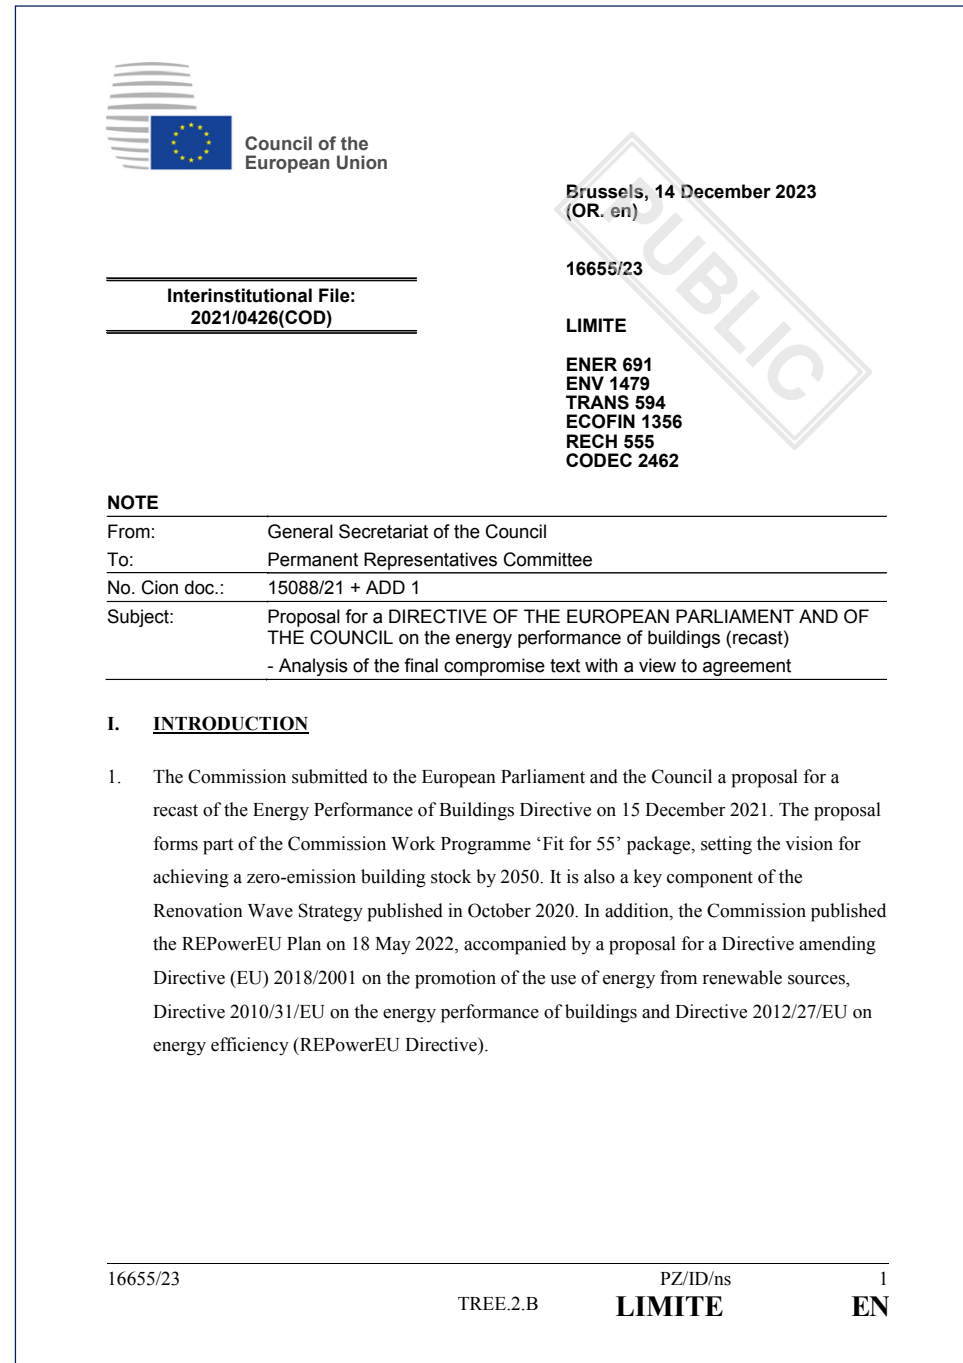 Council of the
European Union
PUBLIC
Brussels, 14 December 2023
(OR. en)
16655/23
Interinstitutional File:
2021/0426(COD)
LIMITE
ENER 691
ENV 1479
TRANS 594
ECOFIN 1356
RECH 555
CODEC 2462
NOTE
From: General Secretariat of the Council
To: Permanent Representatives Committee
No. Cion doc.: 15088/21 + ADD 1
Subject: Proposal for a DIRECTIVE OF THE EUROPEAN PARLIAMENT AND OF
THE COUNCIL on the energy performance of buildings (recast)
- Analysis of the final compromise text with a view to agreement
I. INTRODUCTION
1. The Commission submitted to the European Parliament and the Council a proposal for a
recast of the Energy Performance of Buildings Directive on 15 December 2021. The proposal
forms part of the Commission Work Programme ‘Fit for 55’ package, setting the vision for
achieving a zero-emission building stock by 2050. It is also a key component of the
Renovation Wave Strategy published in October 2020. In addition, the Commission published
the REPowerEU Plan on 18 May 2022, accompanied by a proposal for a Directive amending
Directive (EU) 2018/2001 on the promotion of the use of energy from renewable sources,
Directive 2010/31/EU on the energy performance of buildings and Directive 2012/27/EU on
energy efficiency (REPowerEU Directive).
16655/23 PZ/ID/ns 1
TREE.2.B LIMITE EN